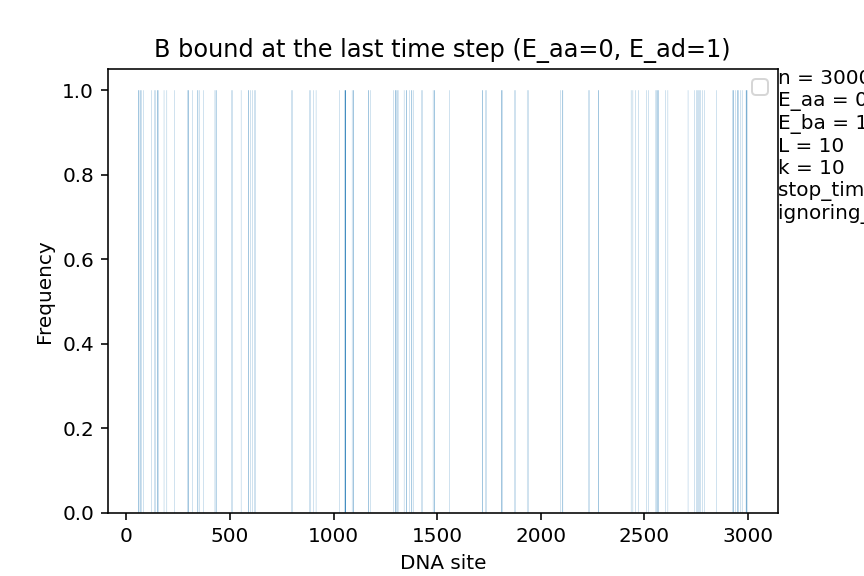 B bound at the last time step (E_aa=0, E_ad=1)
n = 3000
E_aa = 0
E_ba = 1
L = 10
k = 10
stop_tim
ignoring_
Frequency
1.0
0.8
0.6
0.4
0.2
0.0
0 500 1000 1500 2000 2500 3000
DNA site